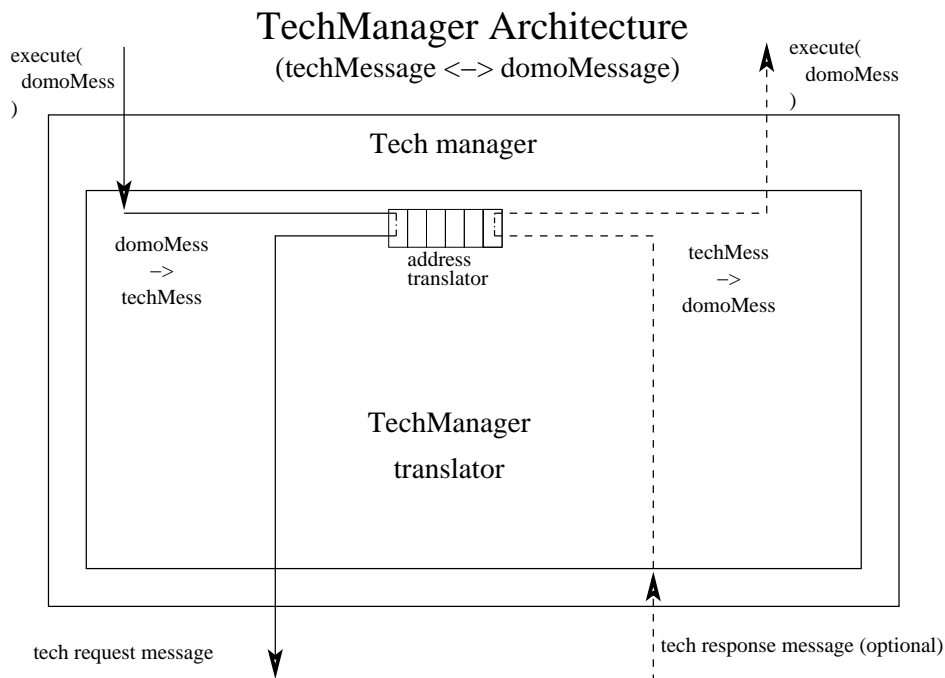 TechManager Architecture
(techMessage <−> domoMessage)
execute(
domoMess
)
execute(
domoMess
)
Tech manager
domoMess
−>
techMess
address
translator
techMess
−>
domoMess
TechManager
translator
tech request message
tech response message (optional)